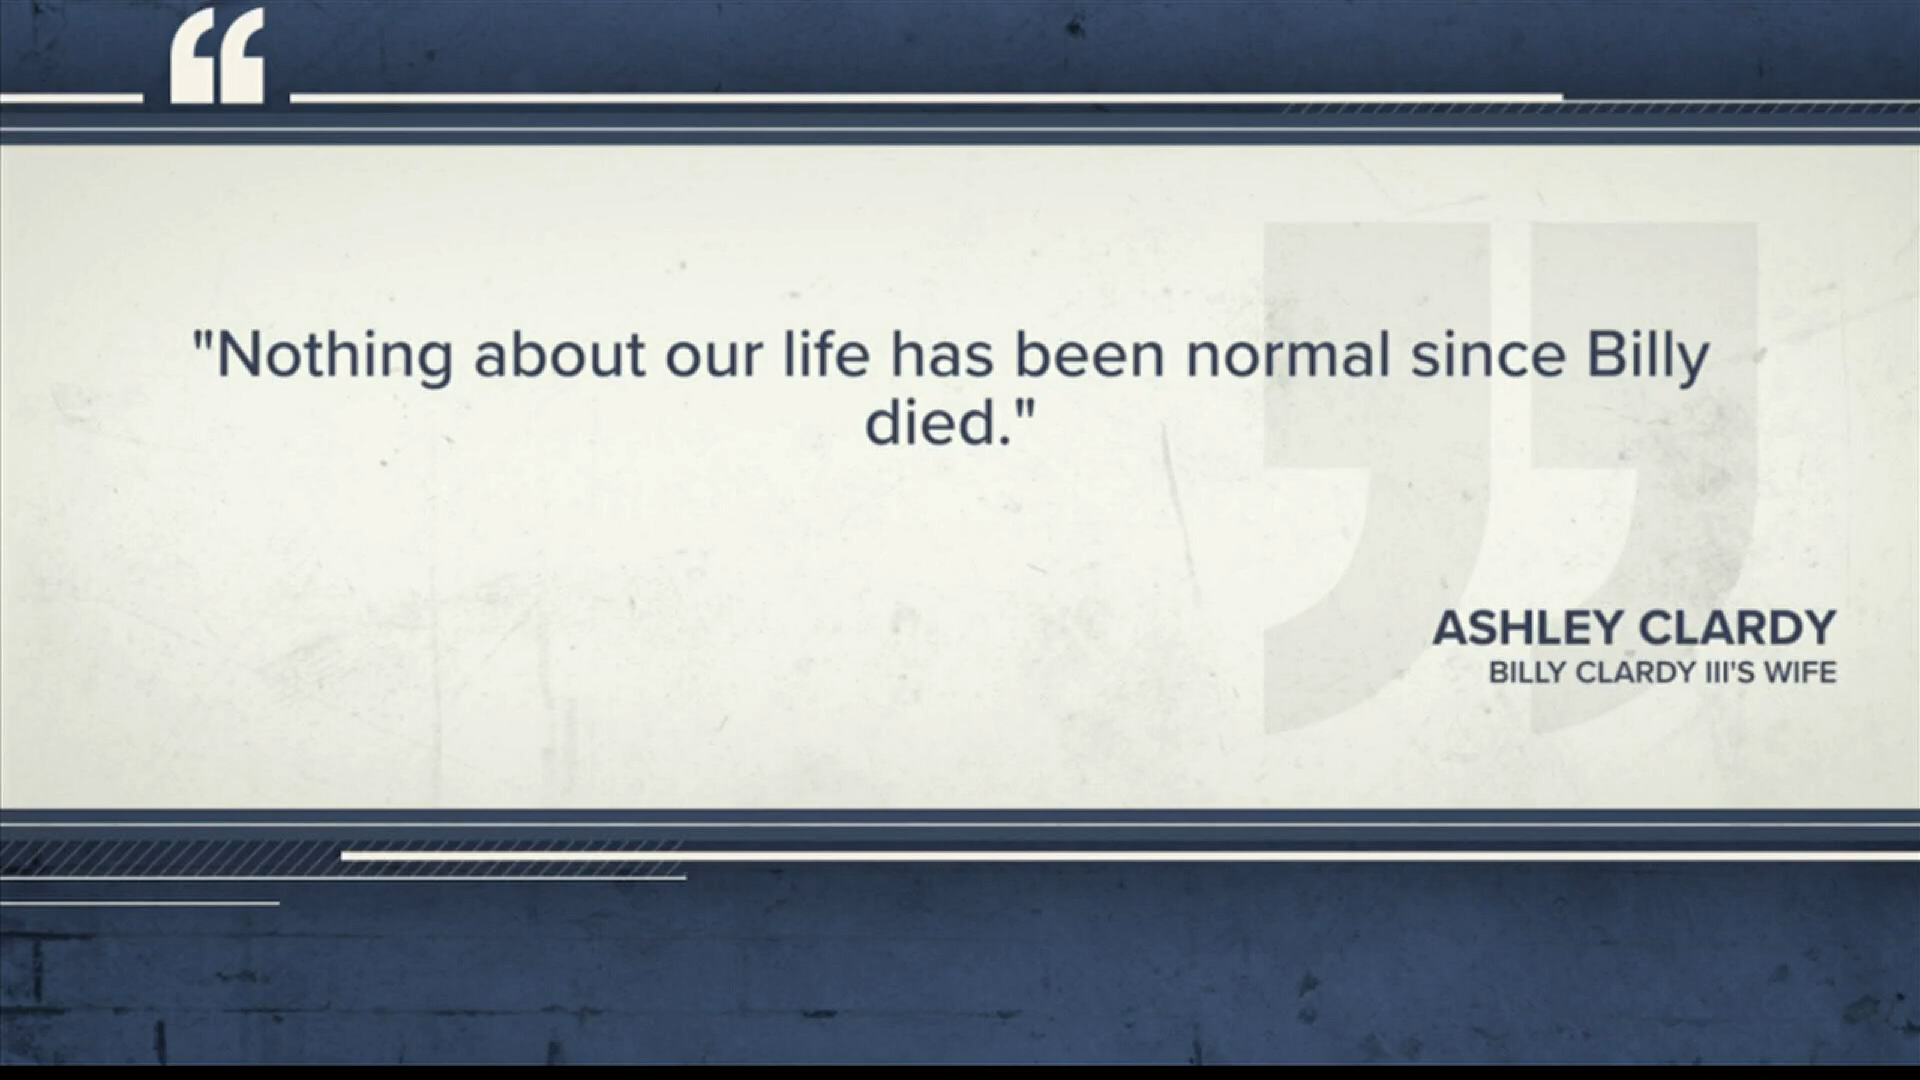 "Nothing about our life has been normal since Billy
died."
ASHLEY CLARDY
BILLY CLARDY III'S WIFE